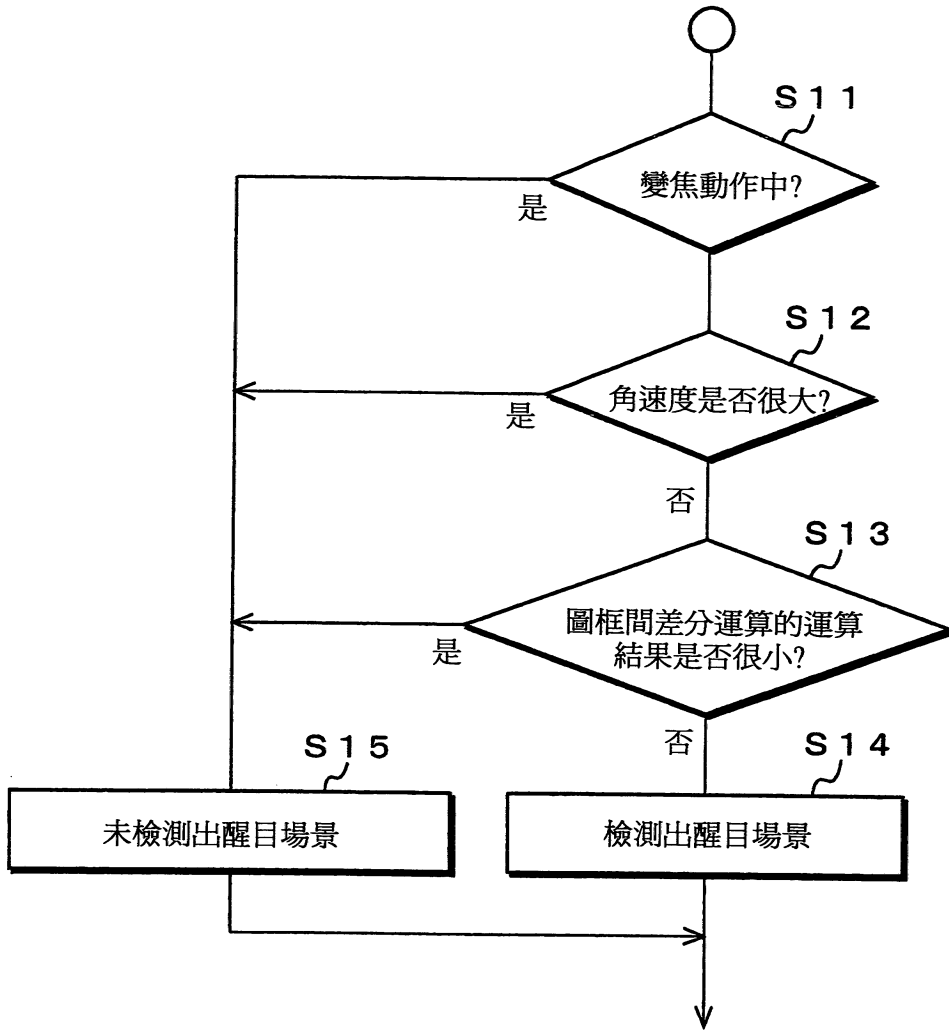 S11
變焦動作中?
是
S12
角速度是否很大?
是
否
S13
圖框間差分運算的運算
結果是否很小?
是
否
S15
S14
未檢測出醒目場景
檢測出醒目場景